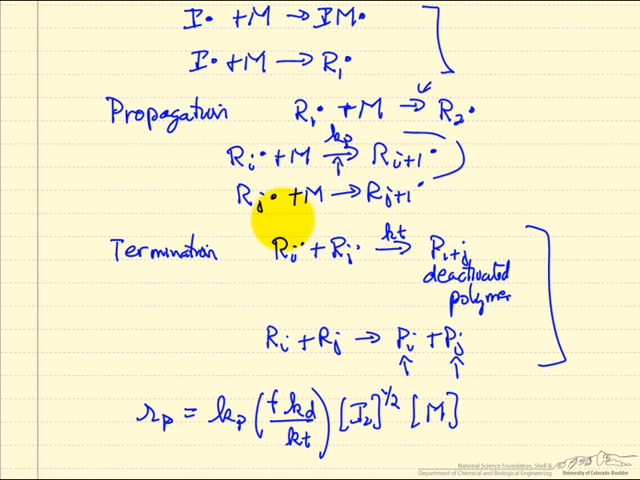 I• + M → IM•
I• + M → R₁•
Propagation R₁• + M → R₂•
Rᵢ• + M →(kp) Rᵢ₊₁•
Rⱼ• + M → Rⱼ₊₁•
Termination Rᵢ• + Rⱼ• →(kt) Pᵢ₊ⱼ
deactivated
polymer
Rᵢ + Rⱼ → Pᵢ + Pⱼ
rp = kp (f kd / kt) [I₂]^1/2 [M]
National Science Foundation, Shell &
Department of Chemical and Biological Engineering
University of Colorado-Boulder